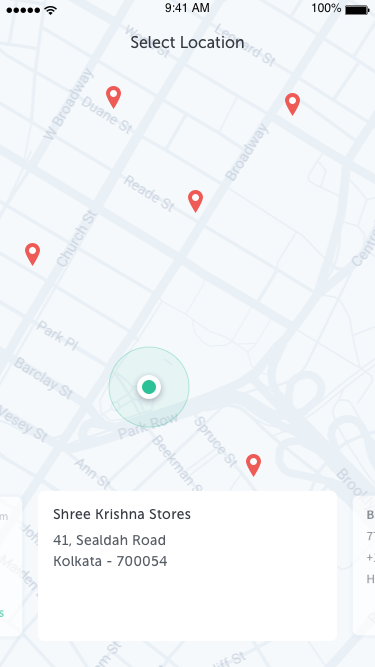 9:41 AM
100%
Select Location
Leonard St
W Broadway
Duane St
Broadway
Reade St
Church St
Park Pl
Barclay St
Vesey St
Park Row
Spruce St
Beekman St
Ann St
Shree Krishna Stores
41, Sealdah Road
Kolkata - 700054